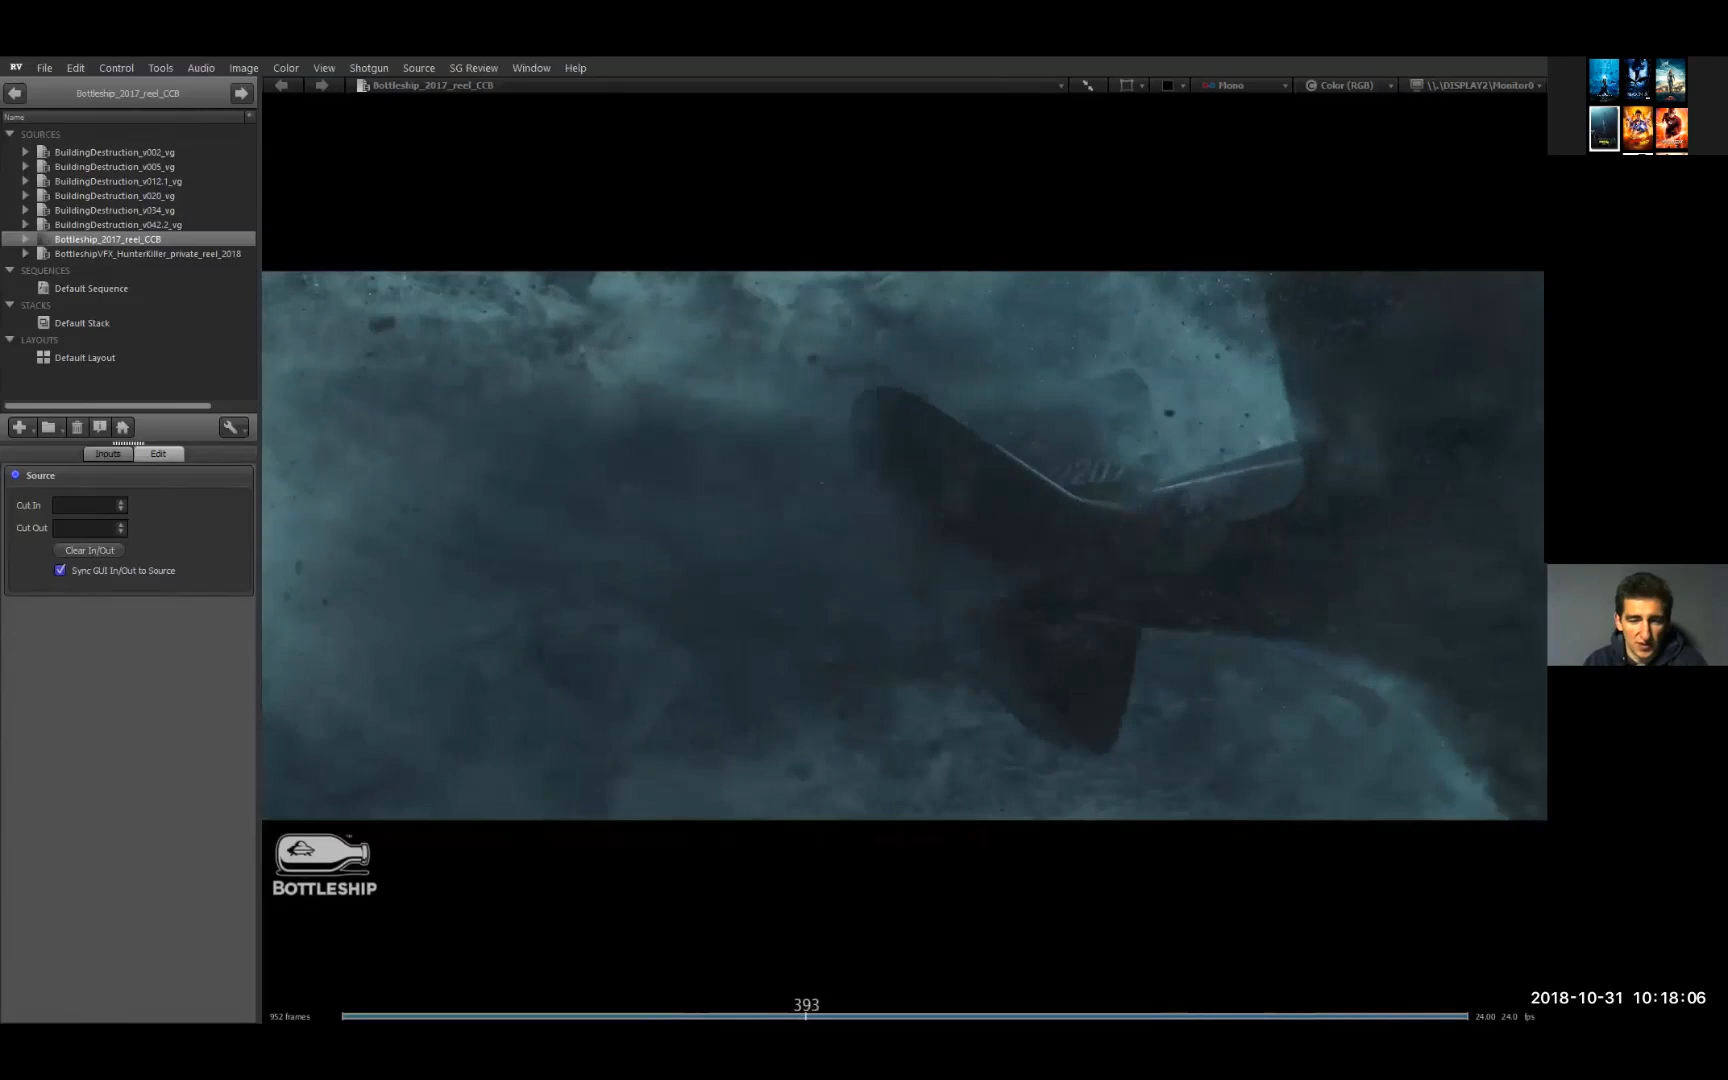 RV File Edit Control Tools Audio Image Color View Shotgun Source SG Review Window Help
Bottleship_2017_reel_CCB
Bottleship_2017_reel_CCB Mono Color (RGB) \\.\DISPLAY2\Monitor0
Name
SOURCES
BuildingDestruction_v002_vg
BuildingDestruction_v005_vg
BuildingDestruction_v012.1_vg
BuildingDestruction_v020_vg
BuildingDestruction_v034_vg
BuildingDestruction_v042.2_vg
Bottleship_2017_reel_CCB
BottleshipVFX_HunterKiller_private_reel_2018
SEQUENCES
Default Sequence
STACKS
Default Stack
LAYOUTS
Default Layout
Inputs Edit
Source
Cut In
Cut Out
Clear In/Out
Sync GUI In/Out to Source
BOTTLESHIP
TM
2018-10-31 10:18:06
393
952 frames 24.00 24.0 fps